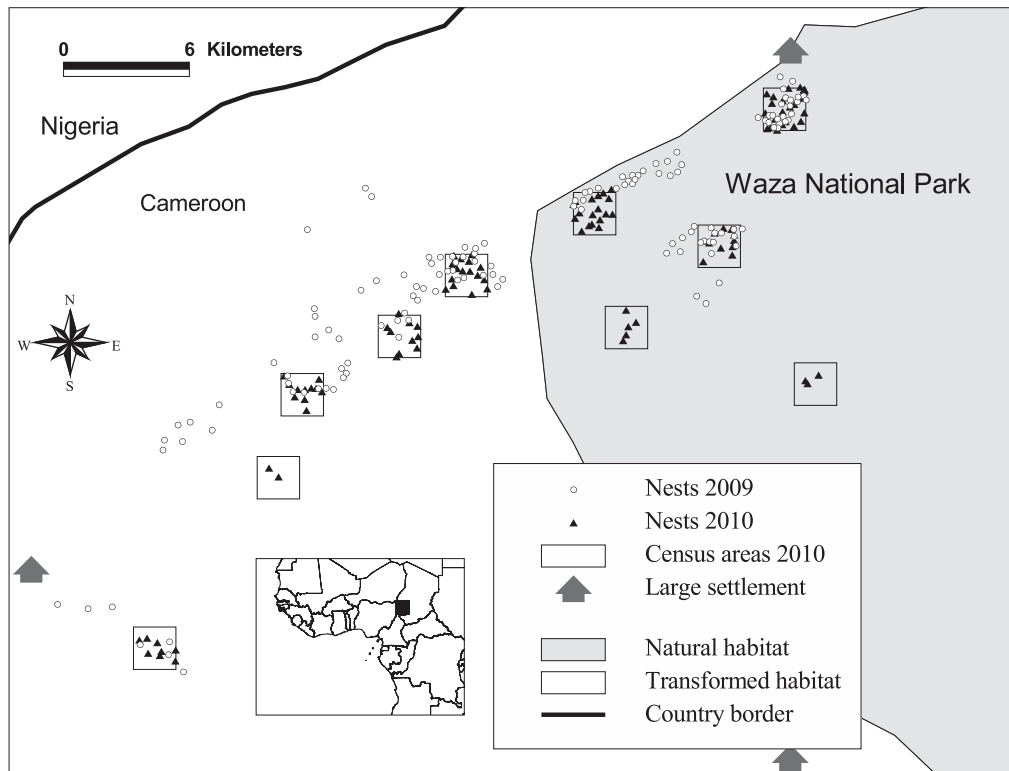 0 6 Kilometers
Nigeria
Cameroon
Waza National Park
N
W E
S
Nests 2009
Nests 2010
Census areas 2010
Large settlement
Natural habitat
Transformed habitat
Country border